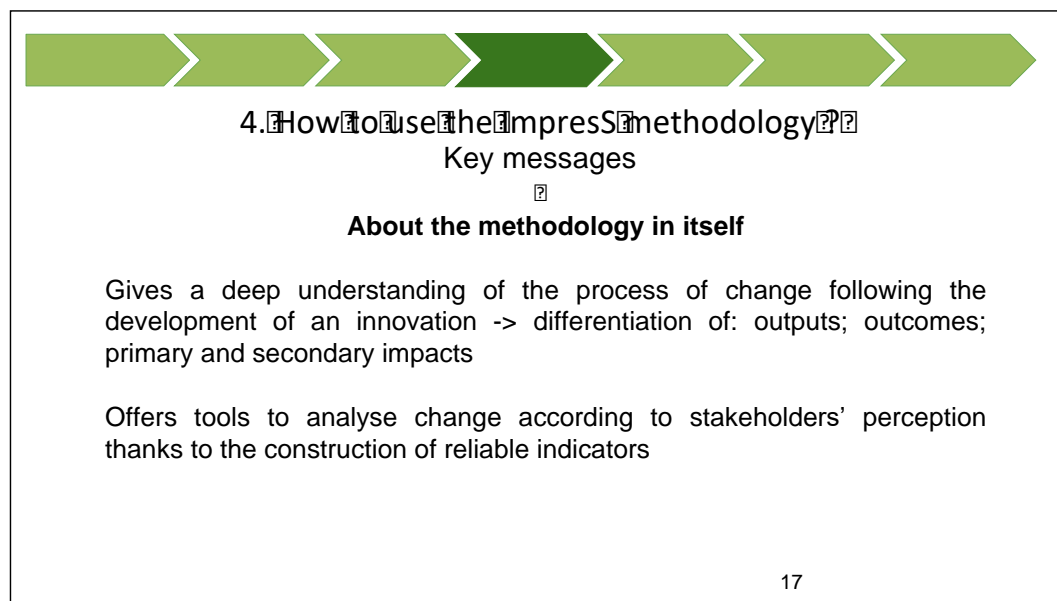 4. How to use the ImpresS methodology ?
Key messages
About the methodology in itself
Gives a deep understanding of the process of change following the
development of an innovation -> differentiation of: outputs; outcomes;
primary and secondary impacts
Offers tools to analyse change according to stakeholders’ perception
thanks to the construction of reliable indicators
17